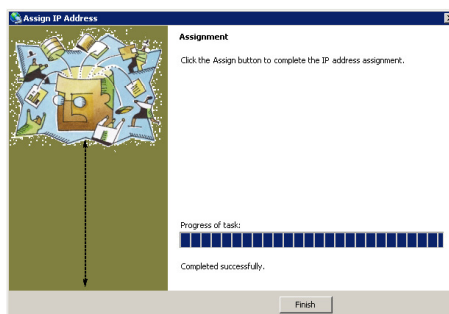 Assign IP Address
Assignment
Click the Assign button to complete the IP address assignment.
Progress of task:
Completed successfully.
Finish